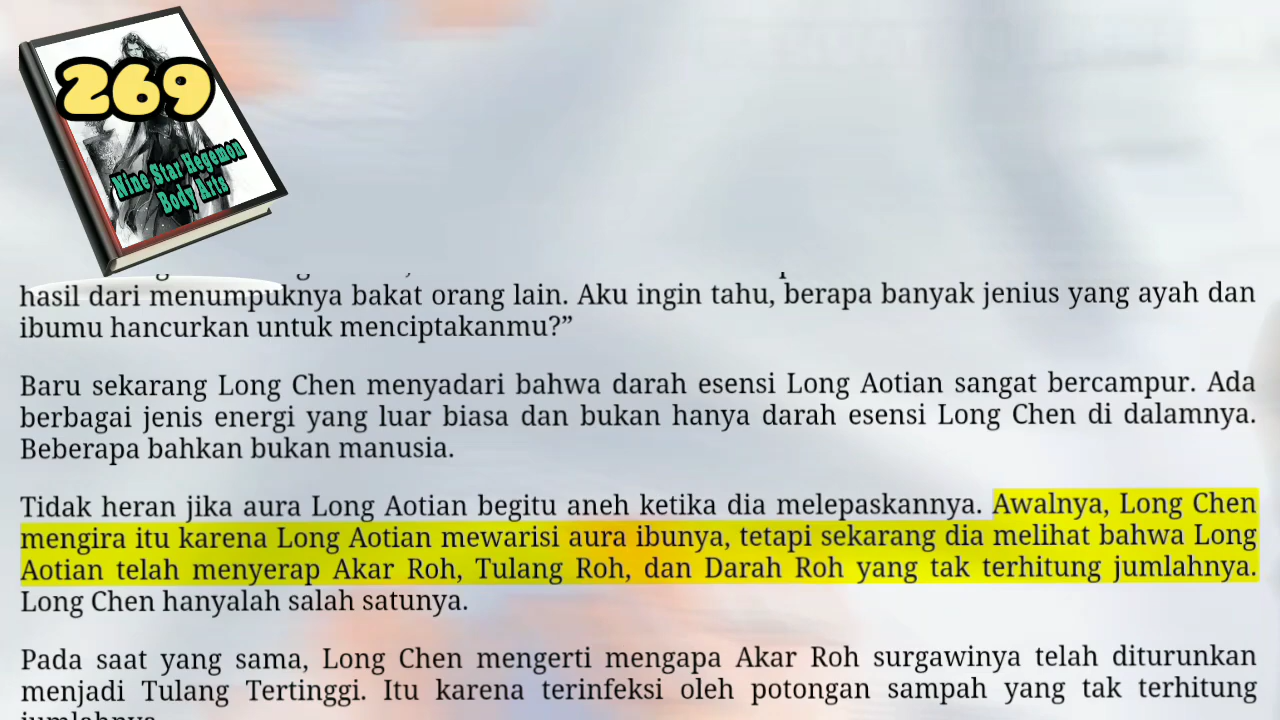 269
Nine Star Hegemon
Body Arts
hasil dari menumpuknya bakat orang lain. Aku ingin tahu, berapa banyak jenius yang ayah dan
ibumu hancurkan untuk menciptakanmu?”
Baru sekarang Long Chen menyadari bahwa darah esensi Long Aotian sangat bercampur. Ada
berbagai jenis energi yang luar biasa dan bukan hanya darah esensi Long Chen di dalamnya.
Beberapa bahkan bukan manusia.
Tidak heran jika aura Long Aotian begitu aneh ketika dia melepaskannya. Awalnya, Long Chen
mengira itu karena Long Aotian mewarisi aura ibunya, tetapi sekarang dia melihat bahwa Long
Aotian telah menyerap Akar Roh, Tulang Roh, dan Darah Roh yang tak terhitung jumlahnya.
Long Chen hanyalah salah satunya.
Pada saat yang sama, Long Chen mengerti mengapa Akar Roh surgawinya telah diturunkan
menjadi Tulang Tertinggi. Itu karena terinfeksi oleh potongan sampah yang tak terhitung